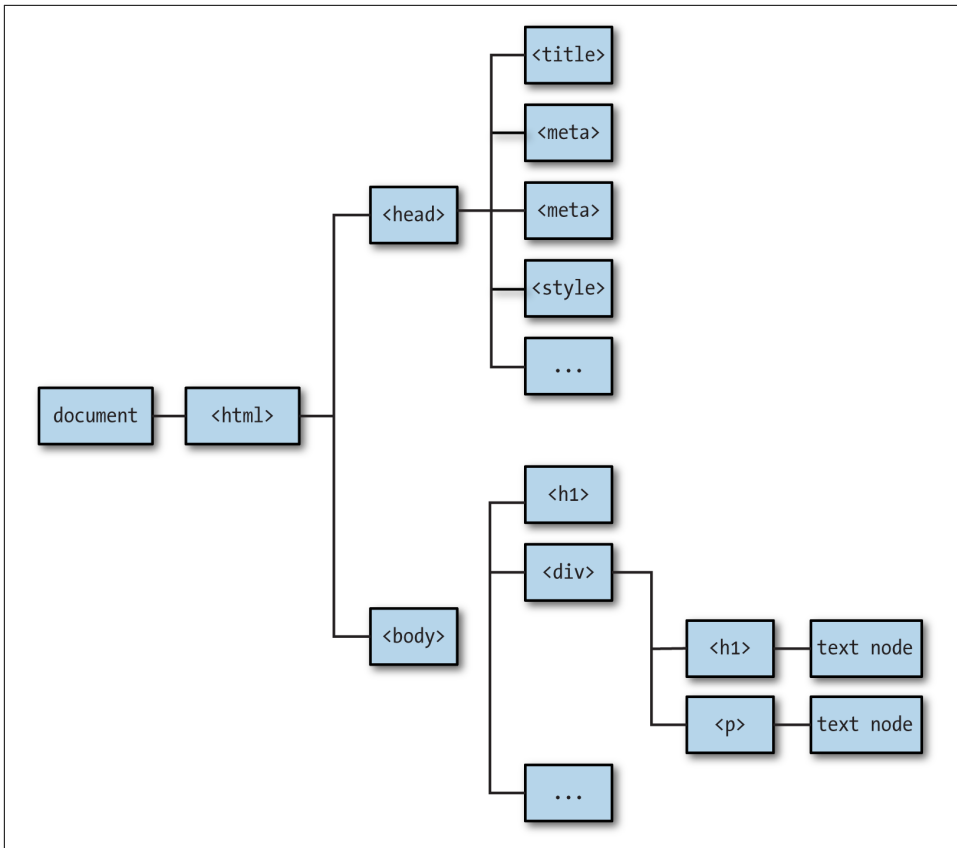 <title>
<meta>
<head>
<meta>
<style>
...
document
<html>
<h1>
<div>
<body>
<h1>
text node
<p>
text node
...